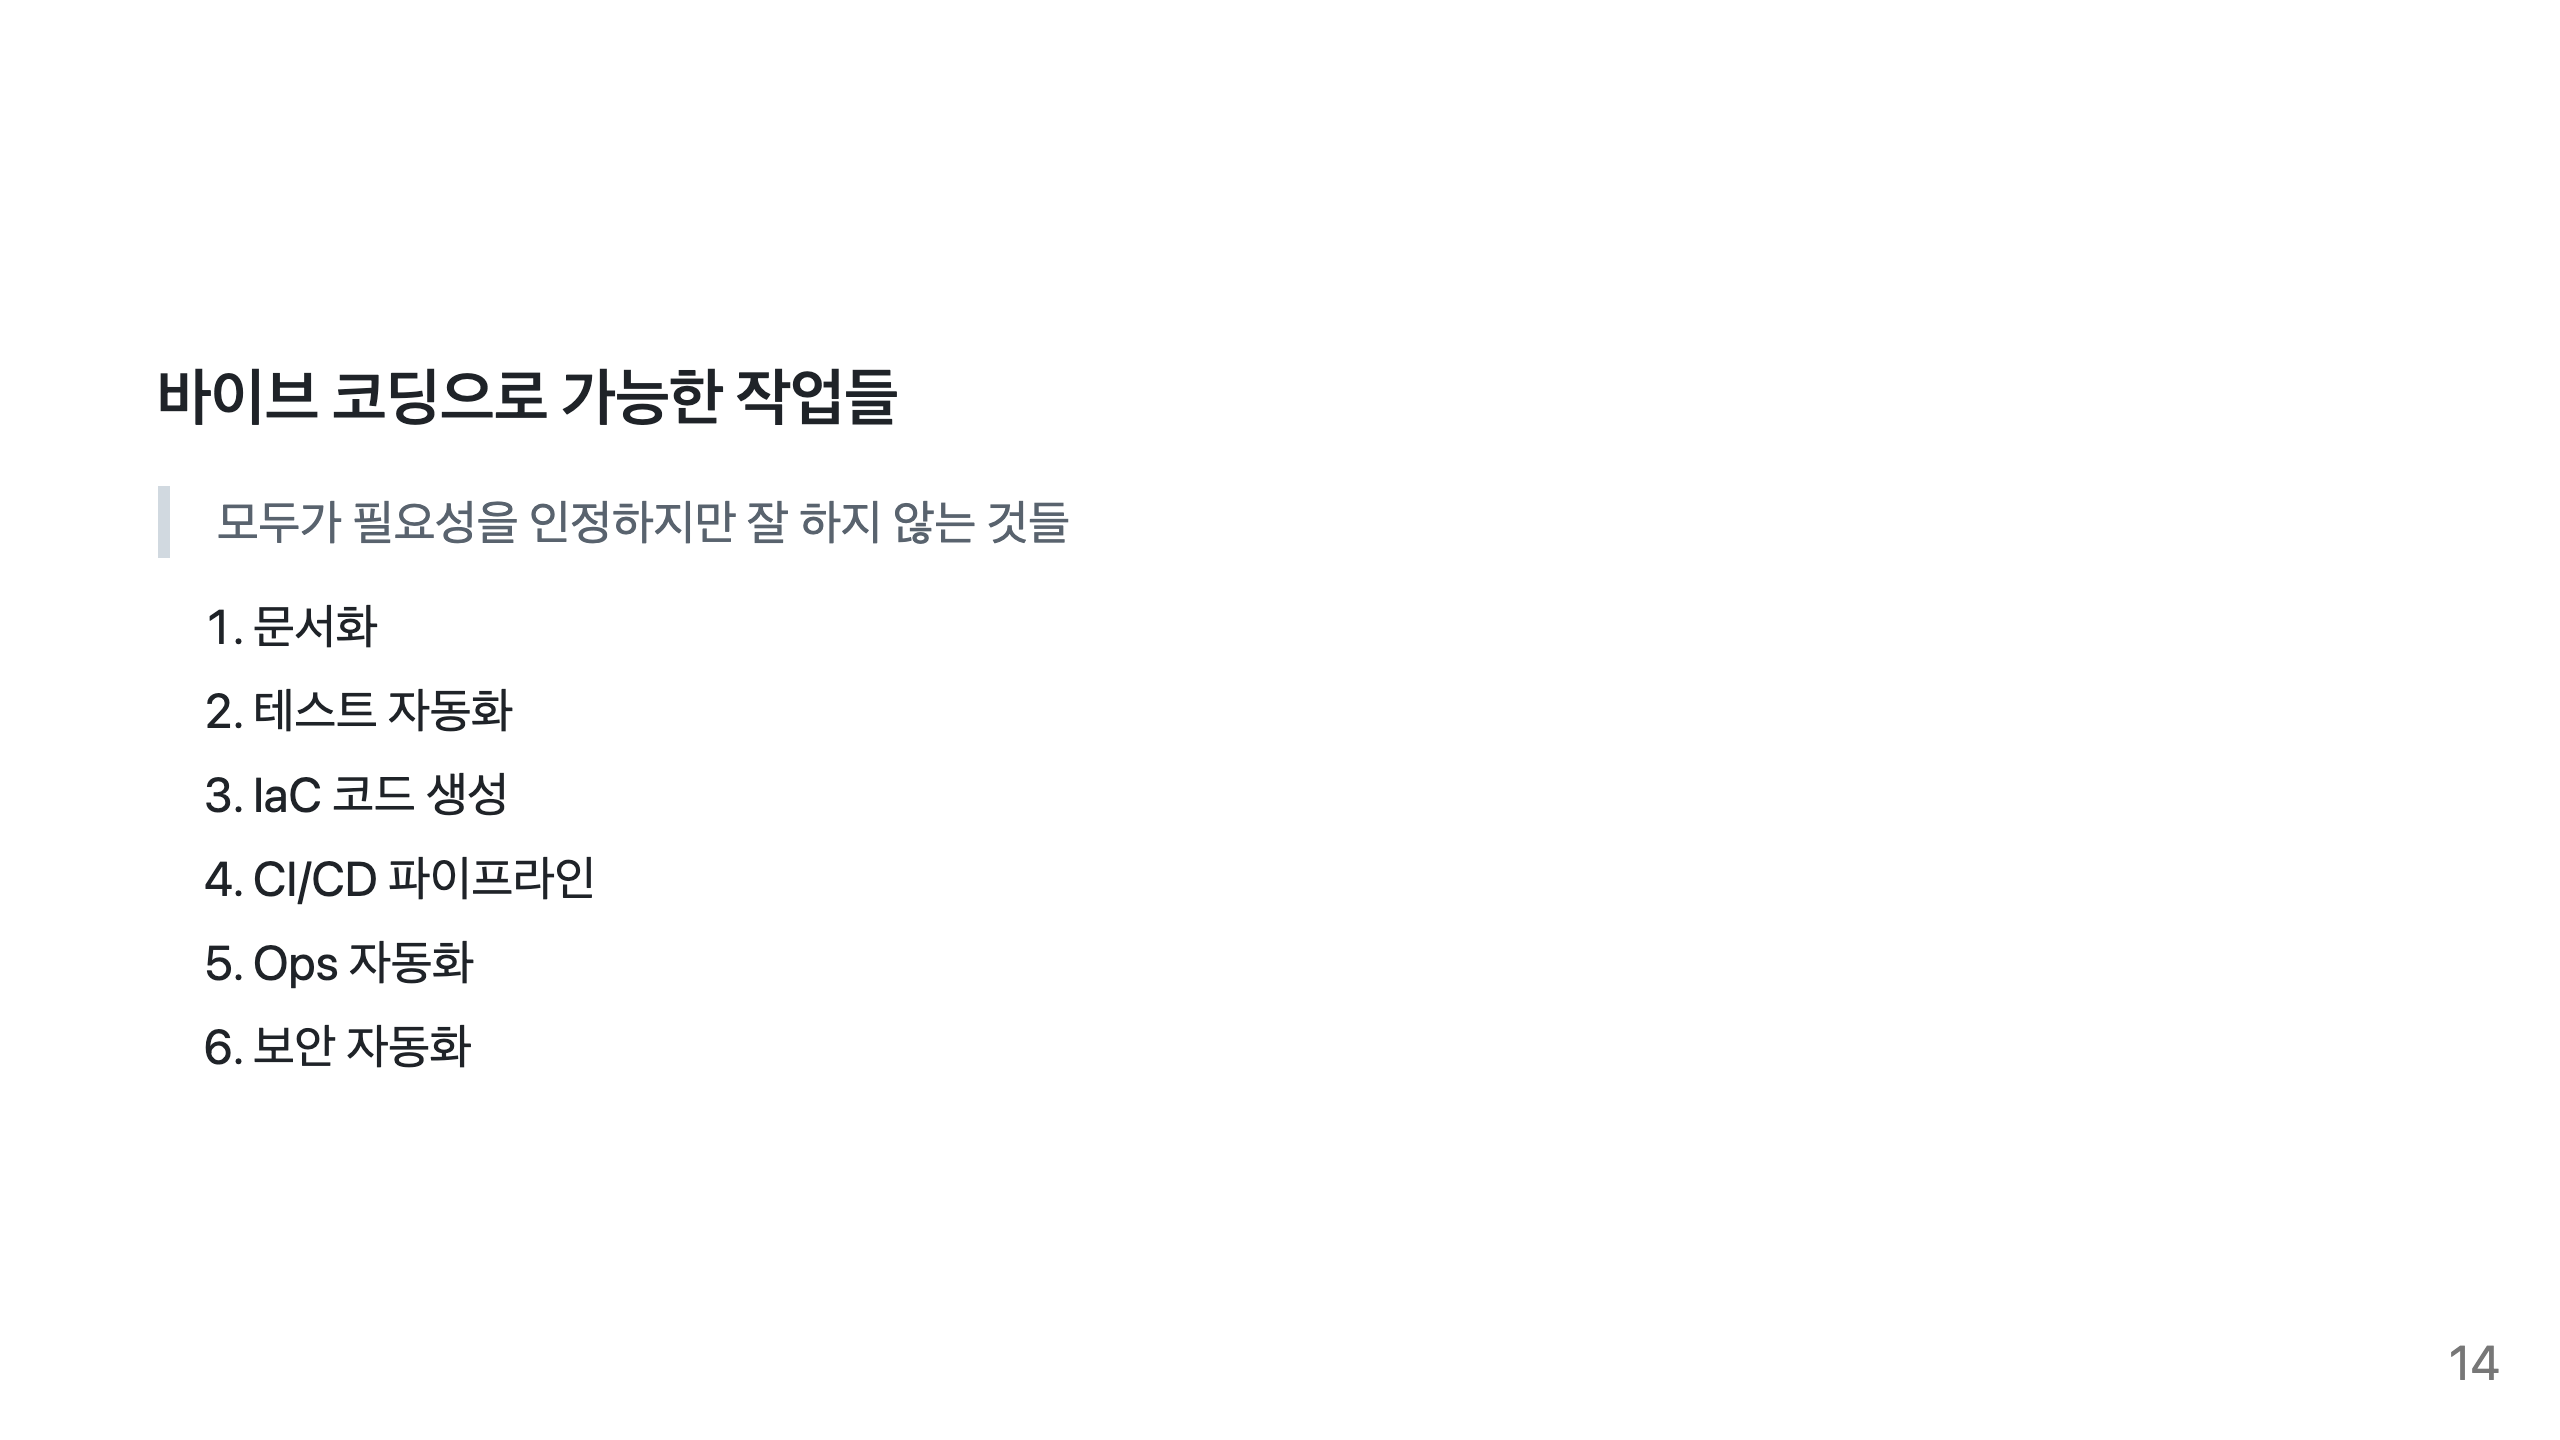 바이브 코딩으로 가능한 작업들
모두가 필요성을 인정하지만 잘 하지 않는 것들
1. 문서화
2. 테스트 자동화
3. IaC 코드 생성
4. CI/CD 파이프라인
5. Ops 자동화
6. 보안 자동화
14